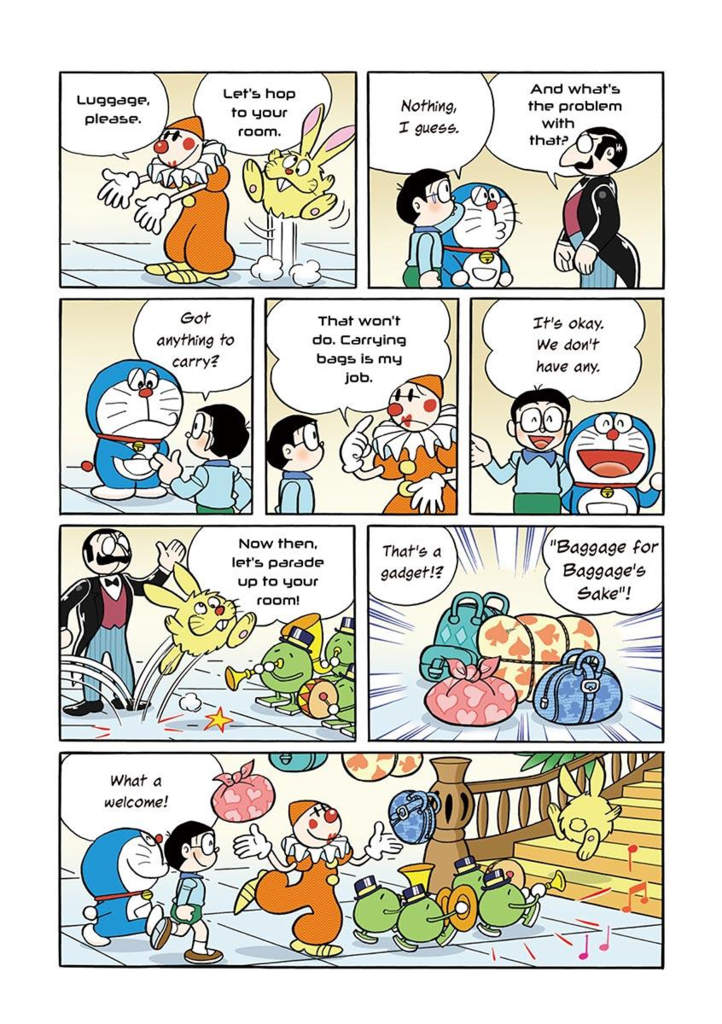 And what's
the problem
with
that?
Nothing,
I guess.
Let's hop
to your
room.
Luggage,
please.
It's okay.
We don't
have any.
That won't
do. Carrying
bags is my
job.
Got
anything to
carry?
"Baggage for
Baggage's
Sake"!
That's a
gadget!?
Now then,
let's parade
up to your
room!
What a
welcome!